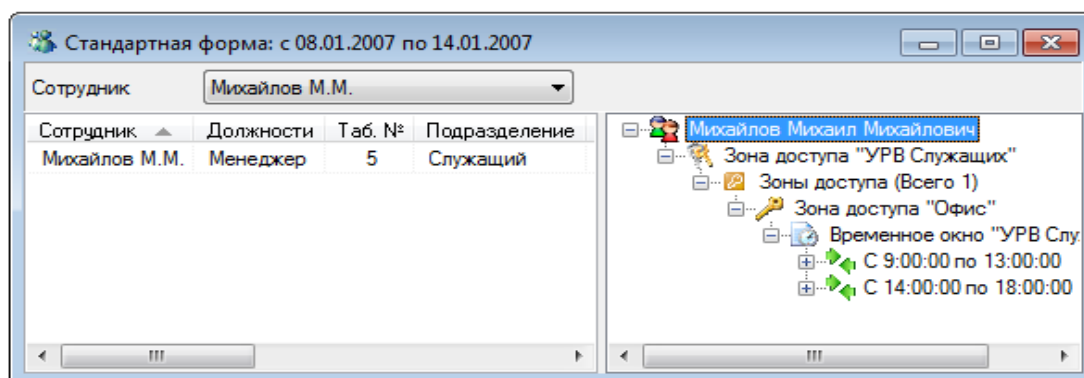 Стандартная форма: с 08.01.2007 по 14.01.2007
Сотрудник Михайлов М.М.
Сотрудник Должности Таб. № Подразделение
Михайлов М.М. Менеджер 5 Служащий
Михайлов Михаил Михайлович
Зона доступа "УРВ Служащих"
Зоны доступа (Всего 1)
Зона доступа "Офис"
Временное окно "УРВ Слу
С 9:00:00 по 13:00:00
С 14:00:00 по 18:00:00